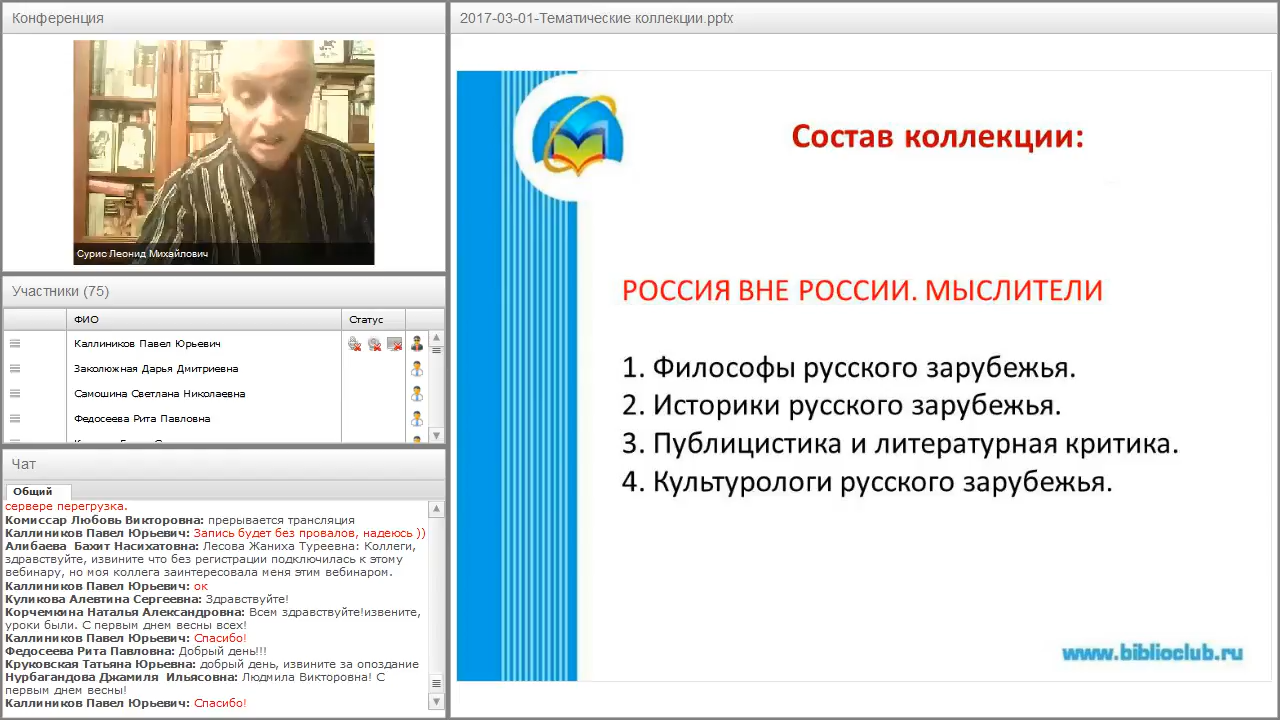 Конференция
Сурис Леонид Михайлович
Участники (75)
ФИО
Статус
Каллиников Павел Юрьевич
Заколюжная Дарья Дмитриевна
Самошина Светлана Николаевна
Федосеева Рита Павловна
Чат
Общий
сервере перегрузка.
Комиссар Любовь Викторовна: прерывается трансляция
Каллиников Павел Юрьевич: Запись будет без провалов, надеюсь ))
Алибаева Бахит Насихатовна: Лесова Жаниха Туреевна: Коллеги,
здравствуйте, извините что без регистрации подключилась к этому
вебинару, но моя коллега заинтересовала меня этим вебинаром.
Каллиников Павел Юрьевич: ок
Куликова Алевтина Сергеевна: Здравствуйте!
Корчемкина Наталья Александровна: Всем здравствуйте!извените,
уроки были. С первым днем весны всех!
Каллиников Павел Юрьевич: Спасибо!
Федосеева Рита Павловна: Добрый день!!!
Круковская Татьяна Юрьевна: добрый день, извините за опоздание
Нурбагандова Джамиля Ильясовна: Людмила Викторовна! С
первым днем весны!
Каллиников Павел Юрьевич: Спасибо!
2017-03-01-Тематические коллекции.pptx
Состав коллекции:
РОССИЯ ВНЕ РОССИИ. МЫСЛИТЕЛИ
1. Философы русского зарубежья.
2. Историки русского зарубежья.
3. Публицистика и литературная критика.
4. Культурологи русского зарубежья.
www.biblioclub.ru